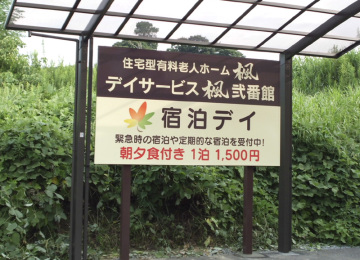 住宅型有料老人ホーム楓
デイサービス楓弐番館
宿泊デイ
緊急時の宿泊や定期的な宿泊を受付中!
朝夕食付き 1泊 1,500円